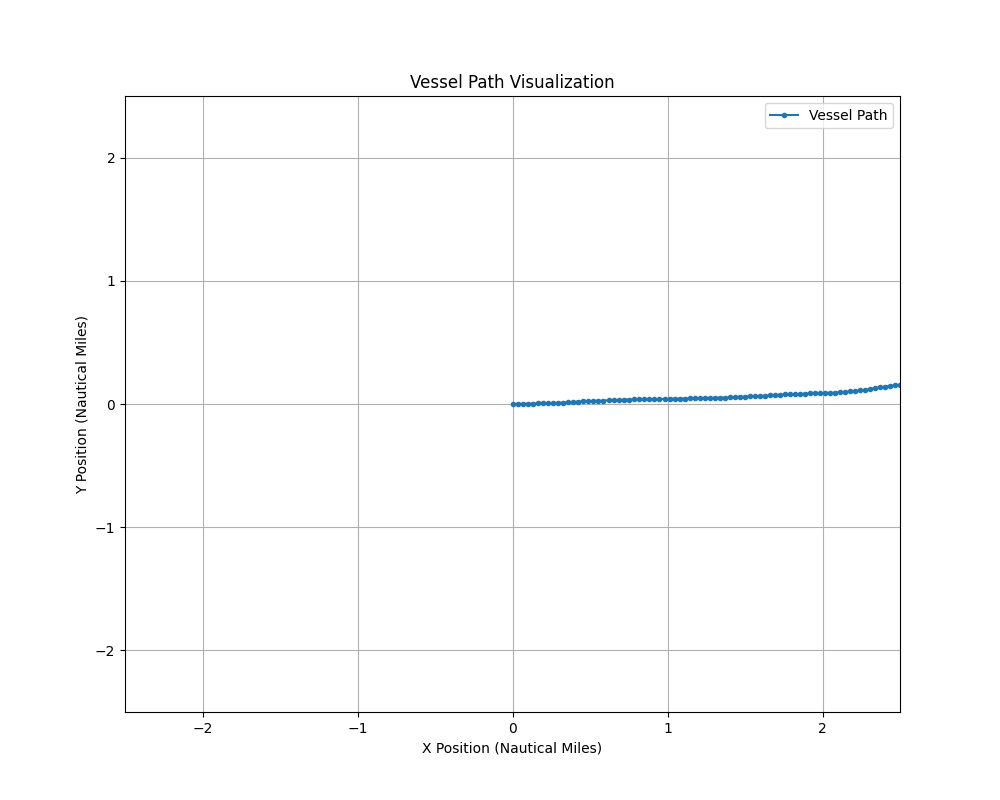 Vessel Path Visualization
Vessel Path
2
1
0
−1
−2
Y Position (Nautical Miles)
−2
−1
0
1
2
X Position (Nautical Miles)